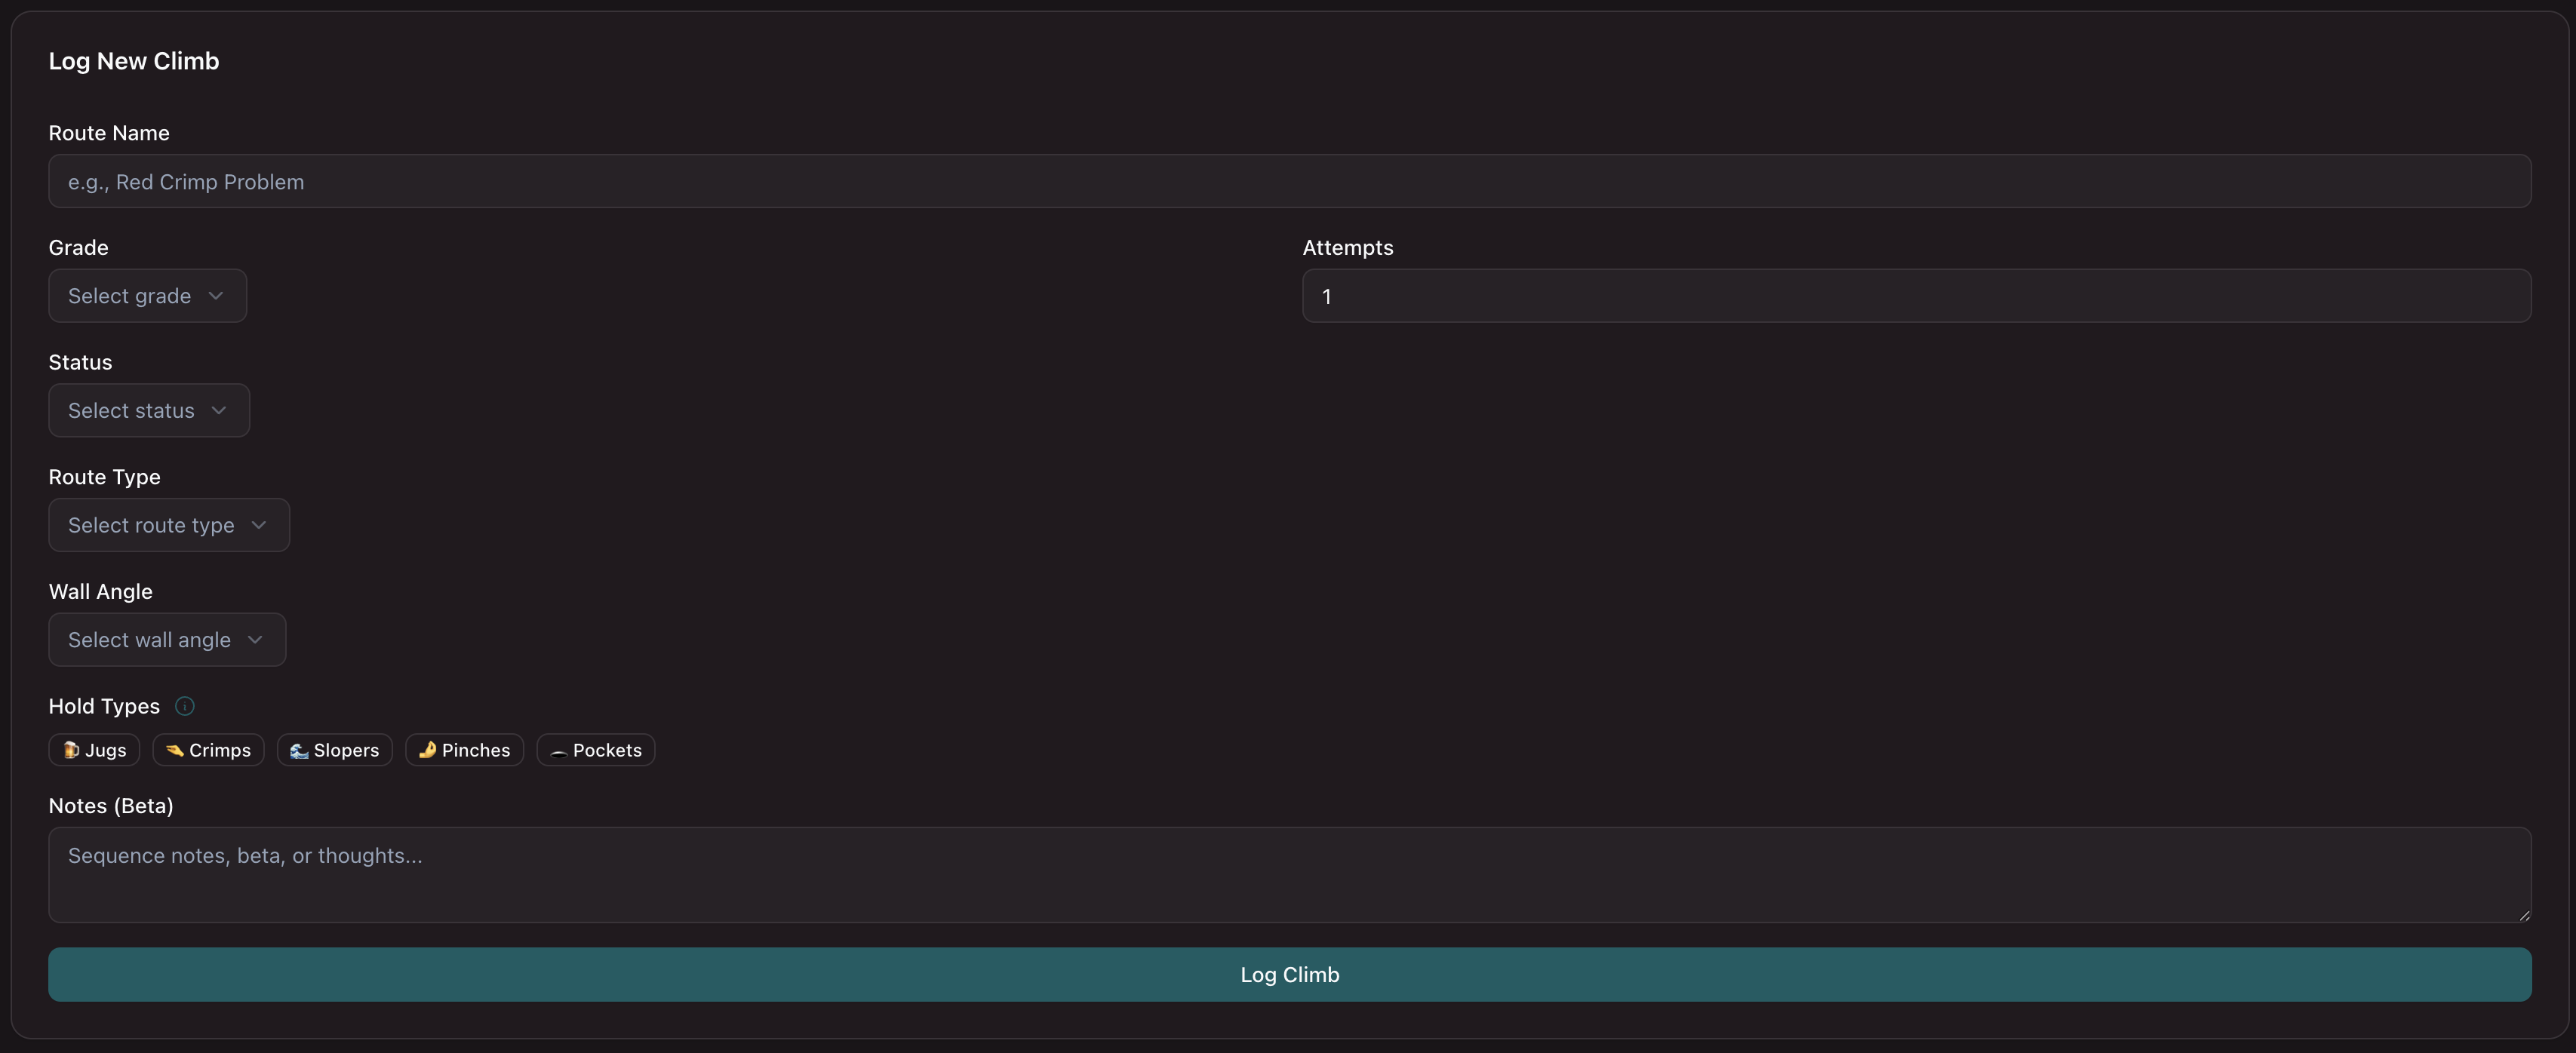 Log New Climb
Route Name
e.g., Red Crimp Problem
Grade
Attempts
Select grade
1
Status
Select status
Route Type
Select route type
Wall Angle
Select wall angle
Hold Types
Jugs Crimps Slopers Pinches Pockets
Notes (Beta)
Sequence notes, beta, or thoughts...
Log Climb